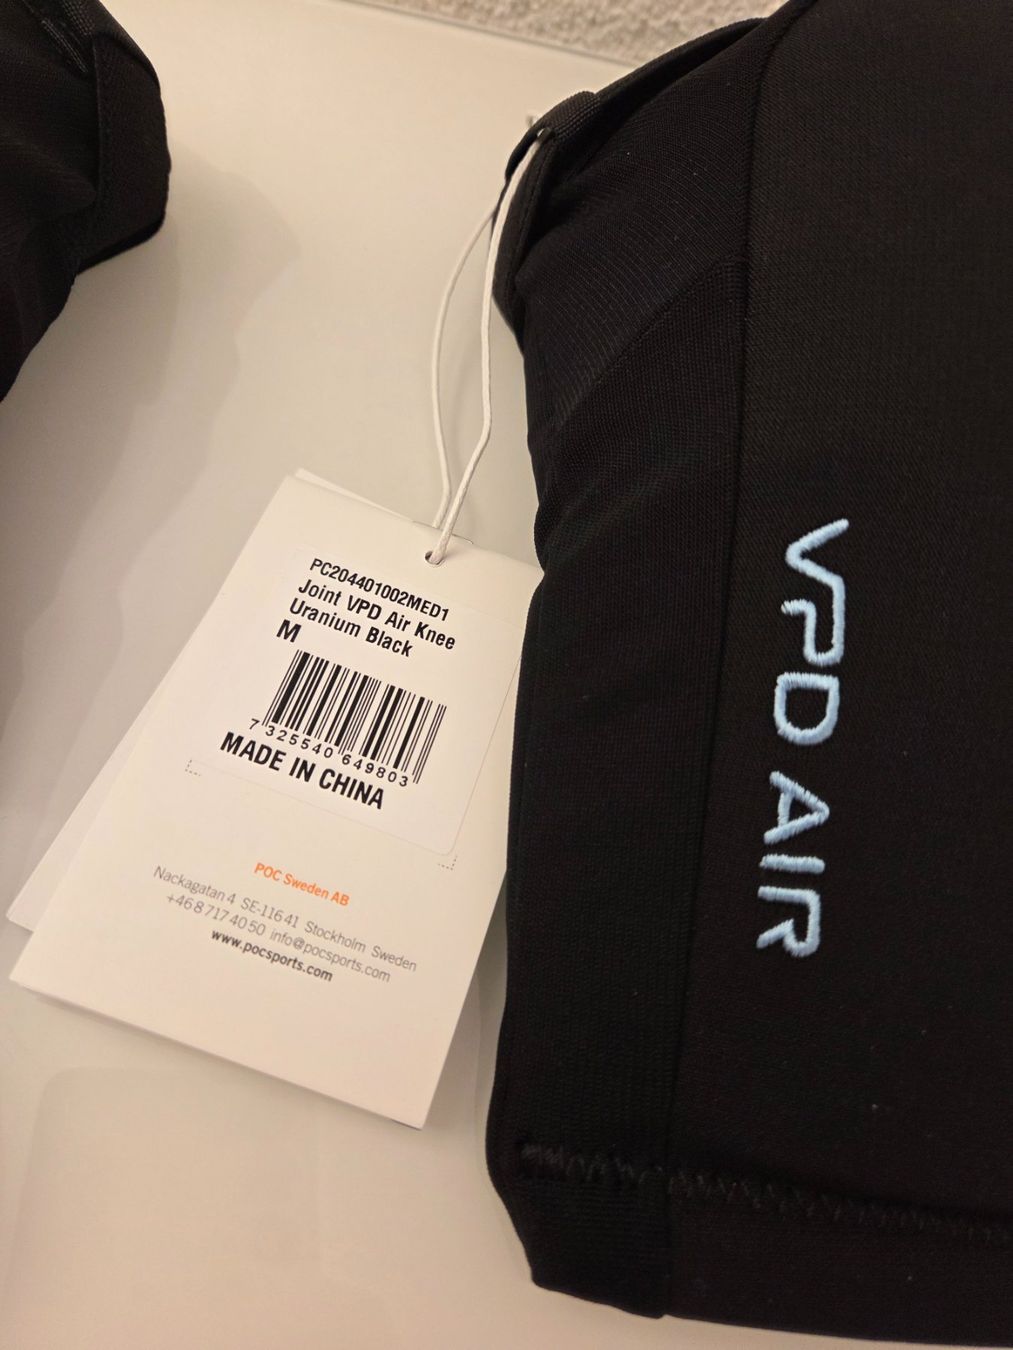 PC204401002MED1
Joint VPD Air Knee
Uranium Black
M
7 325540 649803
MADE IN CHINA
POC Sweden AB
Nackagatan 4 SE-116 41 Stockholm Sweden
+46 8 717 40 50 info@pocsports.com
www.pocsports.com
VPD AIR